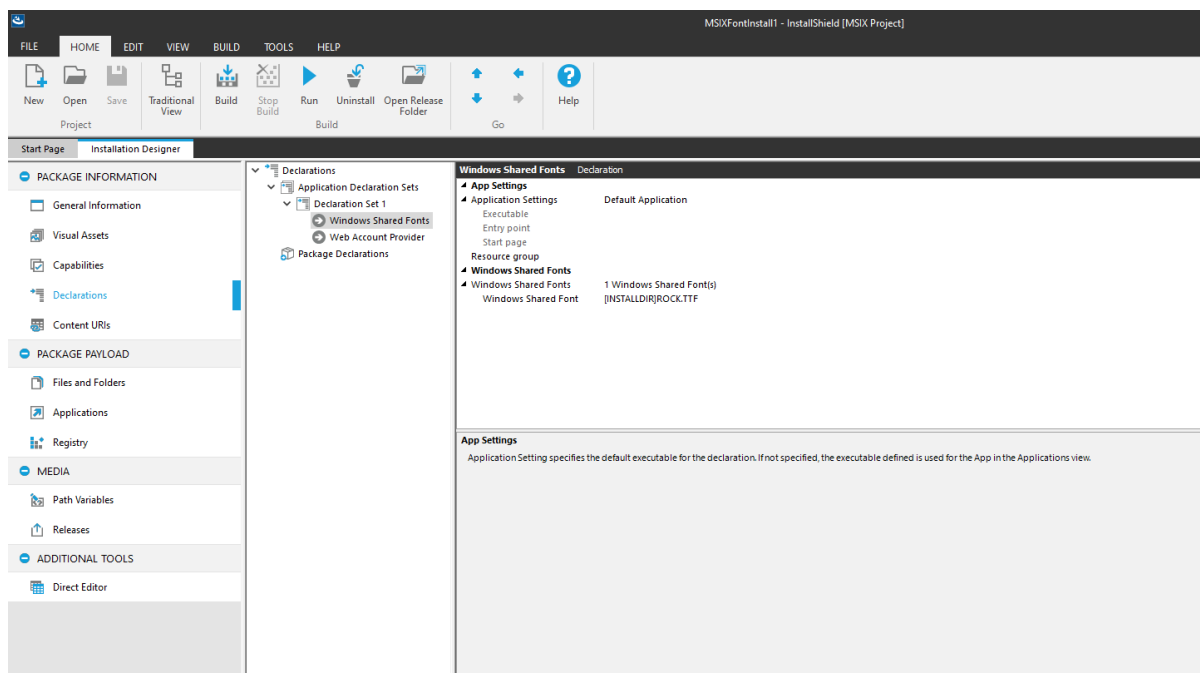 MSIXFontInstall1 - InstallShield [MSIX Project]
FILE HOME EDIT VIEW BUILD TOOLS HELP
New Open Save Traditional View Build Stop Build Run Uninstall Open Release Folder Help
Project Build Go
Start Page Installation Designer
PACKAGE INFORMATION
General Information
Visual Assets
Capabilities
Declarations
Content URIs
PACKAGE PAYLOAD
Files and Folders
Applications
Registry
MEDIA
Path Variables
Releases
ADDITIONAL TOOLS
Direct Editor
Declarations
Application Declaration Sets
Declaration Set 1
Windows Shared Fonts
Web Account Provider
Package Declarations
Windows Shared Fonts Declaration
App Settings
Application Settings Default Application
Executable
Entry point
Start page
Resource group
Windows Shared Fonts
Windows Shared Fonts 1 Windows Shared Font(s)
Windows Shared Font [INSTALLDIR]ROCK.TTF
App Settings
Application Setting specifies the default executable for the declaration. If not specified, the executable defined is used for the App in the Applications view.